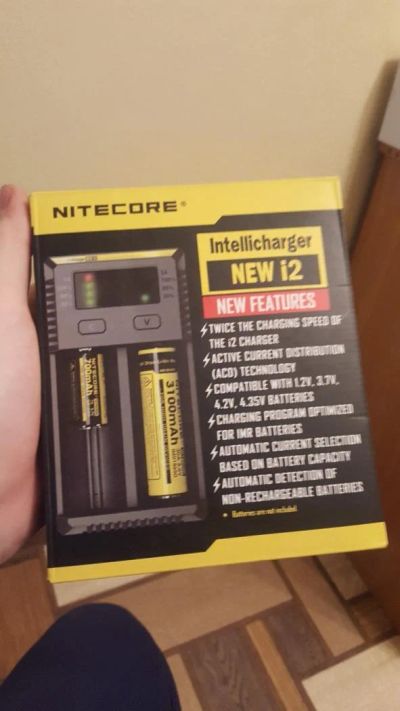 NITECORE®
Intellicharger
NEW i2
NEW FEATURES
TWICE THE CHARGING SPEED OF
THE i2 CHARGER
ACTIVE CURRENT DISTRIBUTION
(ACD) TECHNOLOGY
COMPATIBLE WITH 1.2V, 3.7V,
4.2V, 4.35V BATTERIES
CHARGING PROGRAM OPTIMIZED
FOR IMR BATTERIES
AUTOMATIC CURRENT SELECTION
BASED ON BATTERY CAPACITY
AUTOMATIC DETECTION OF
NON-RECHARGEABLE BATTERIES
• Batteries are not included.
C
V
NITECORE
700mAh
3100mAh